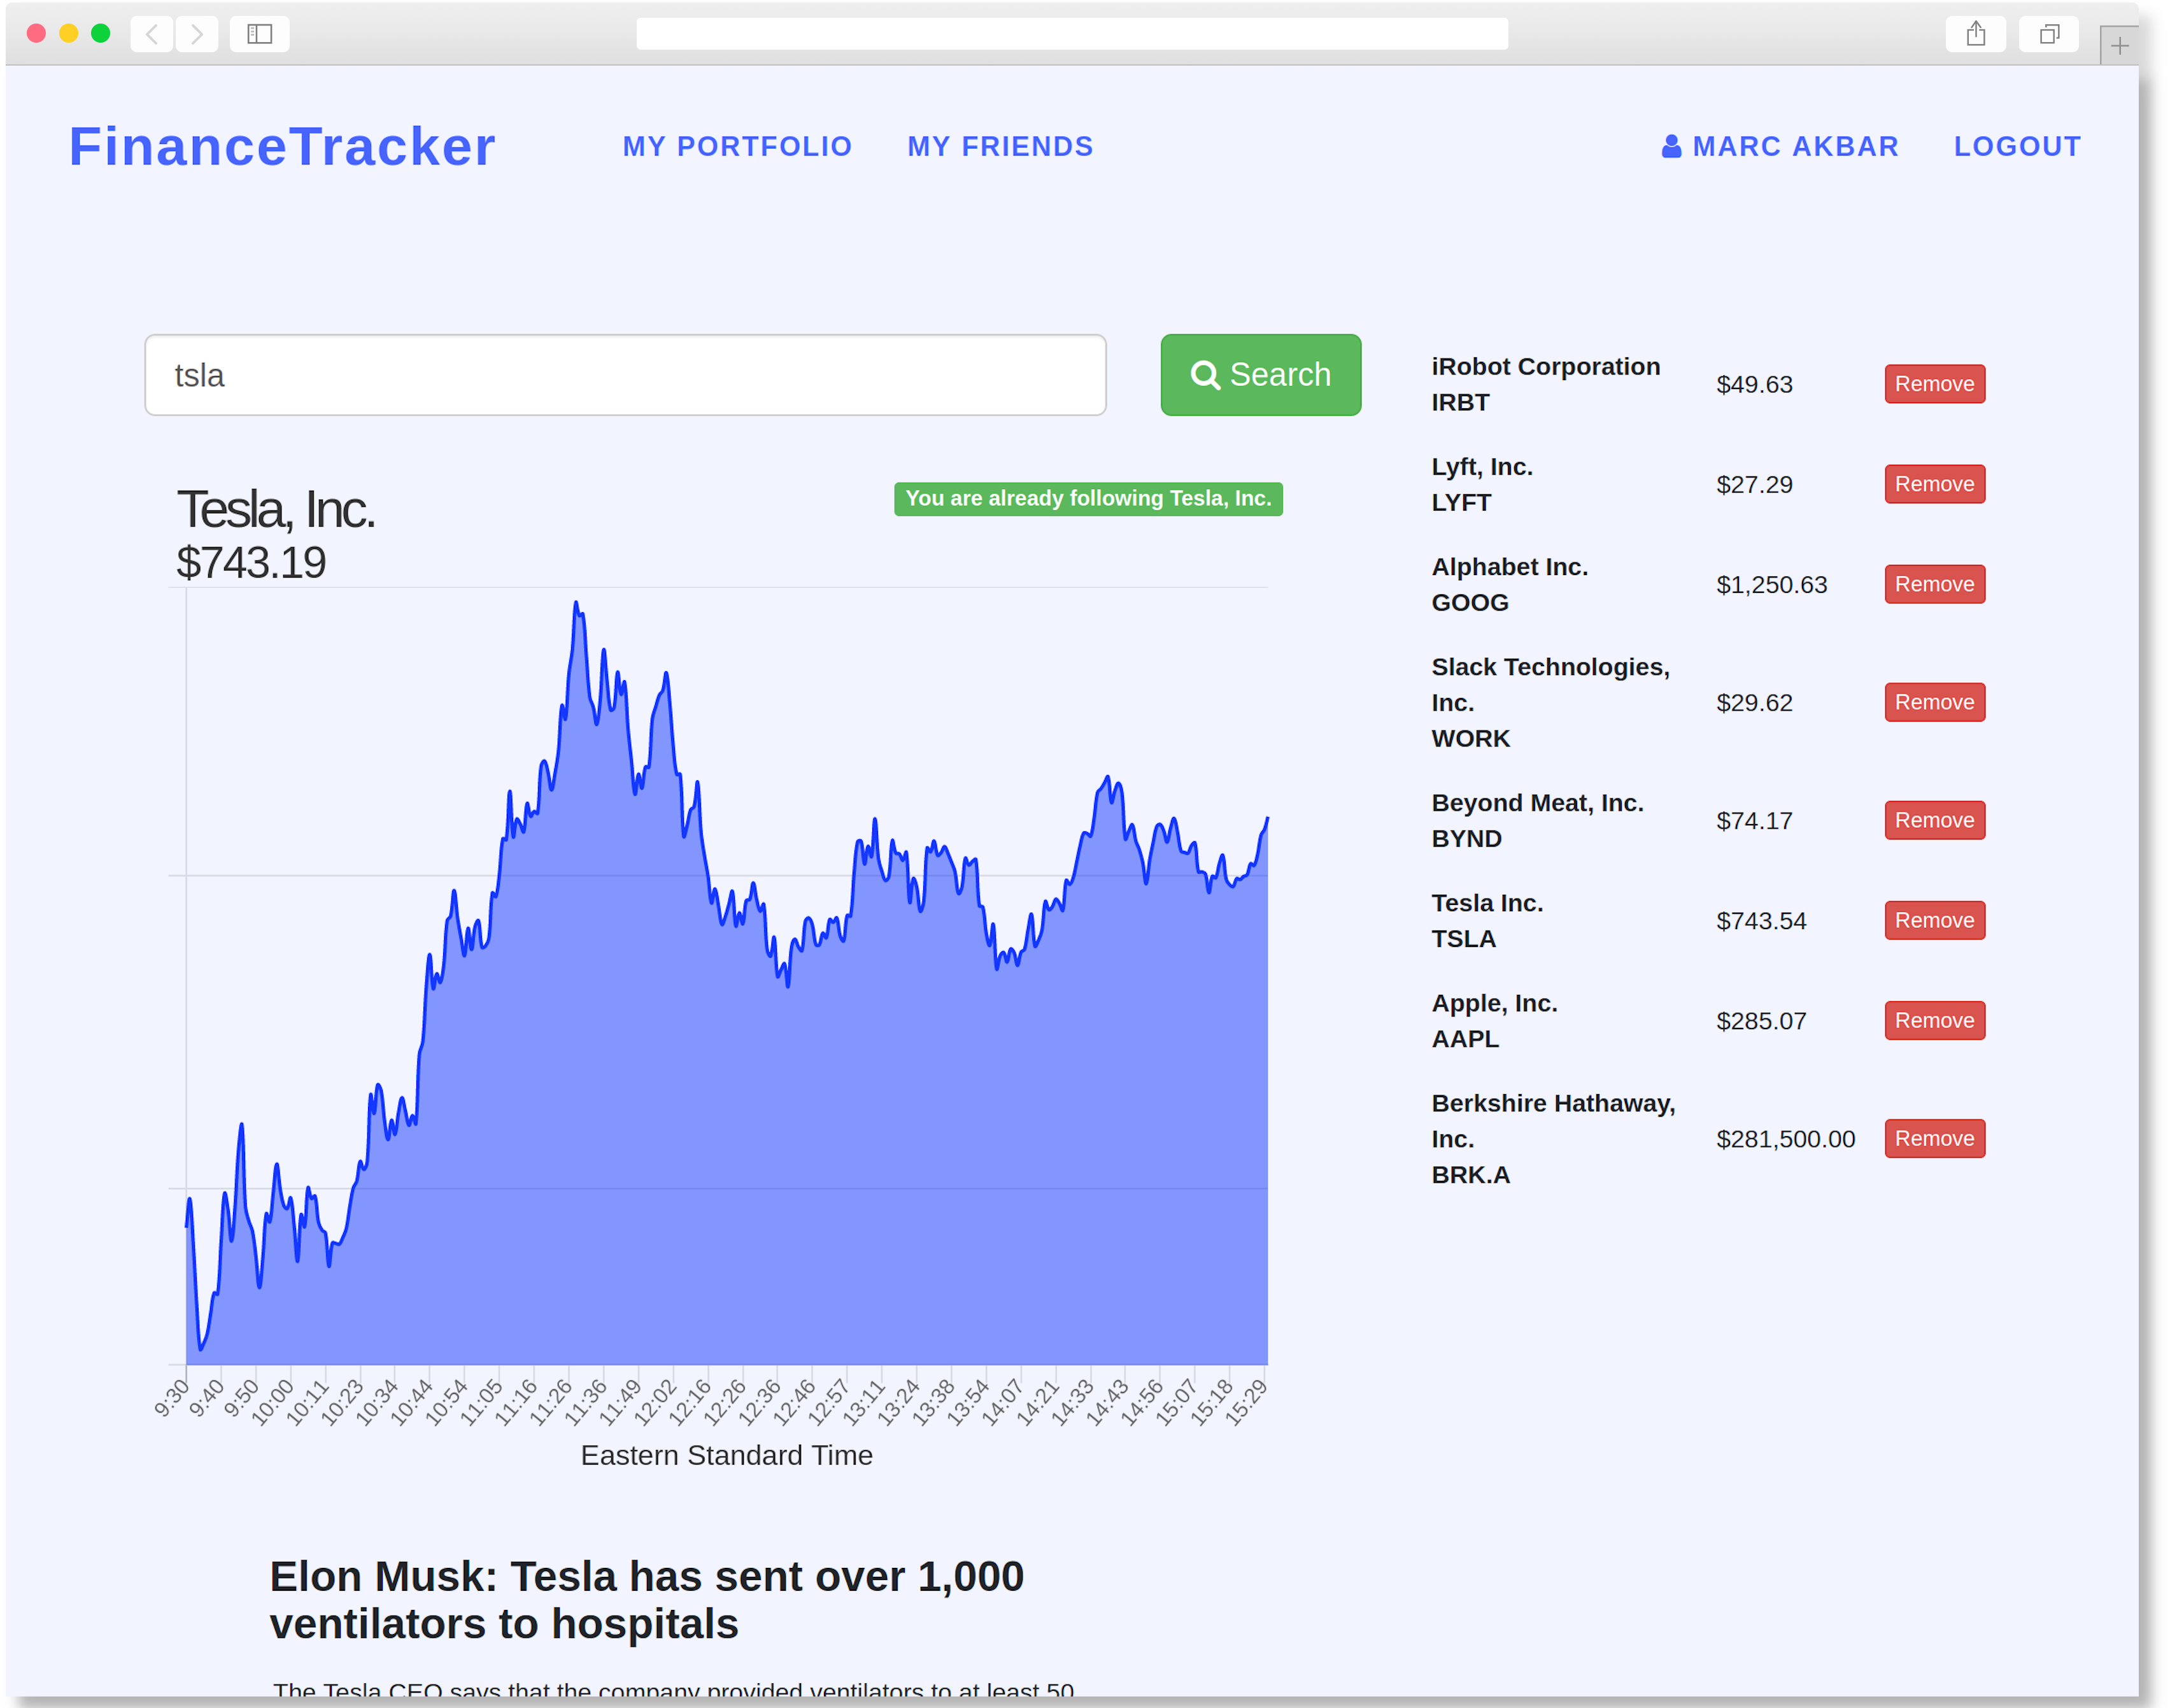 FinanceTracker
MY PORTFOLIO
MY FRIENDS
MARC AKBAR
LOGOUT
tsla
Search
Tesla, Inc.
$743.19
You are already following Tesla, Inc.
9:30
9:40
9:50
10:00
10:11
10:23
10:34
10:44
10:54
11:05
11:16
11:26
11:36
11:49
12:02
12:16
12:26
12:36
12:46
12:57
13:11
13:24
13:38
13:54
14:07
14:21
14:33
14:43
14:56
15:07
15:18
15:29
Eastern Standard Time
Elon Musk: Tesla has sent over 1,000
ventilators to hospitals
The Tesla CEO says that the company provided ventilators to at least 50
iRobot Corporation
IRBT
$49.63
Remove
Lyft, Inc.
LYFT
$27.29
Remove
Alphabet Inc.
GOOG
$1,250.63
Remove
Slack Technologies,
Inc.
WORK
$29.62
Remove
Beyond Meat, Inc.
BYND
$74.17
Remove
Tesla Inc.
TSLA
$743.54
Remove
Apple, Inc.
AAPL
$285.07
Remove
Berkshire Hathaway,
Inc.
BRK.A
$281,500.00
Remove